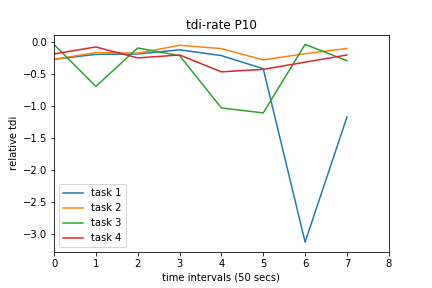 tdi-rate P10
0.0
−0.5
−1.0
−1.5
−2.0
−2.5
−3.0
relative tdi
task 1
task 2
task 3
task 4
0 1 2 3 4 5 6 7 8
time intervals (50 secs)